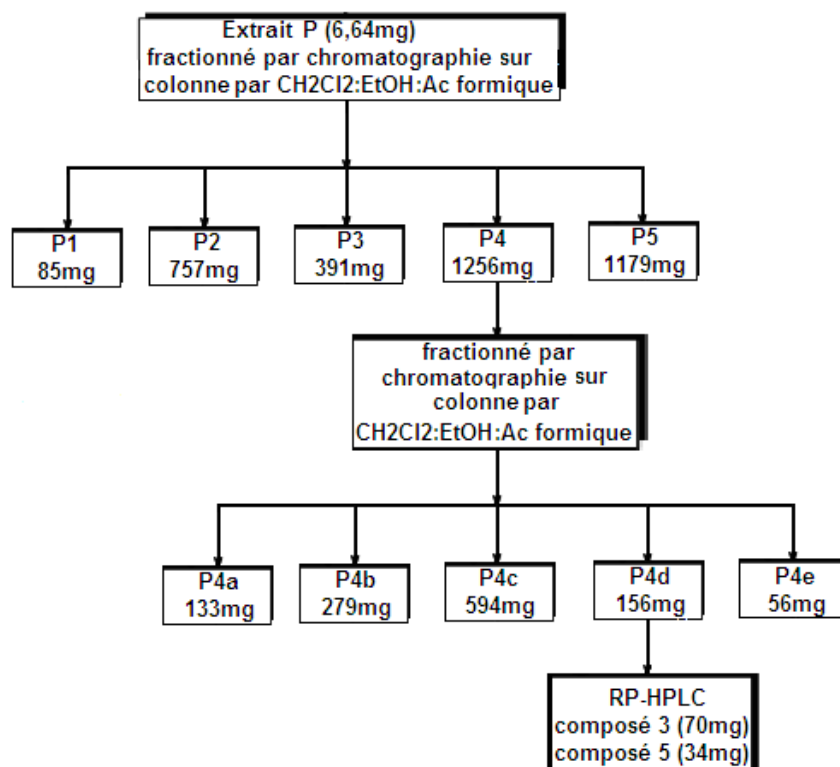 Extrait P (6,64mg)
fractionné par chromatographie sur
colonne par CH2Cl2:EtOH:Ac formique
P1
85mg
P2
757mg
P3
391mg
P4
1256mg
P5
1179mg
fractionné par
chromatographie sur
colonne par
CH2Cl2:EtOH:Ac formique
P4a
133mg
P4b
279mg
P4c
594mg
P4d
156mg
P4e
56mg
RP-HPLC
composé 3 (70mg)
composé 5 (34mg)